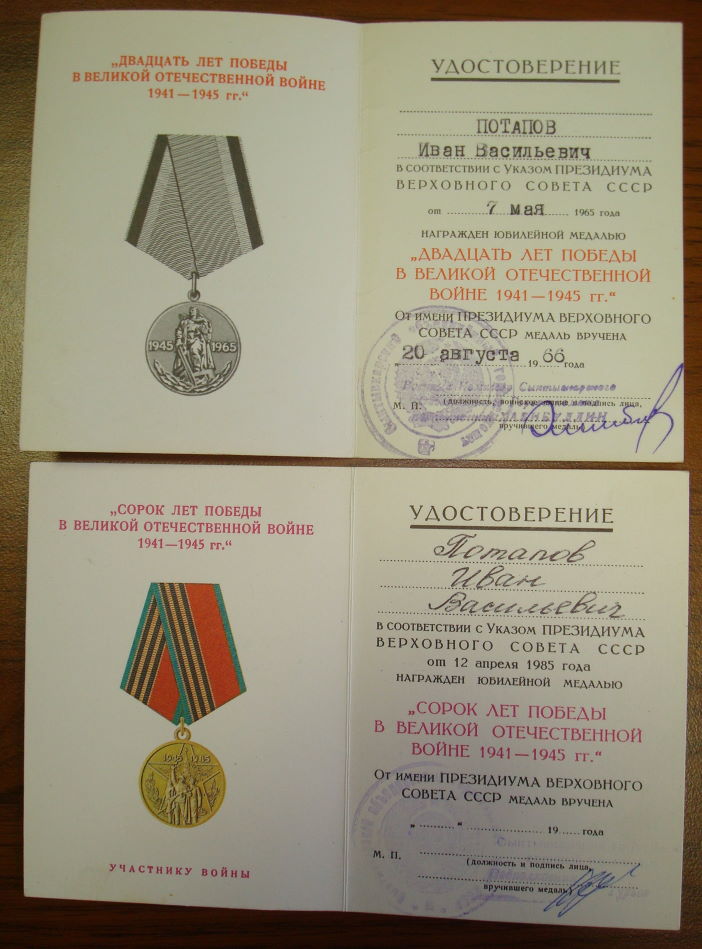 „ДВАДЦАТЬ ЛЕТ ПОБЕДЫ
В ВЕЛИКОЙ ОТЕЧЕСТВЕННОЙ ВОЙНЕ
1941—1945 гг.“
1945 1965
УДОСТОВЕРЕНИЕ
ПОТАПОВ
Иван Васильевич
В СООТВЕТСТВИИ С УКАЗОМ ПРЕЗИДИУМА
ВЕРХОВНОГО СОВЕТА СССР
от 7 мая 1965 года
НАГРАЖДЕН ЮБИЛЕЙНОЙ МЕДАЛЬЮ
„ДВАДЦАТЬ ЛЕТ ПОБЕДЫ
В ВЕЛИКОЙ ОТЕЧЕСТВЕННОЙ
ВОЙНЕ 1941—1945 гг.“
ОТ ИМЕНИ ПРЕЗИДИУМА ВЕРХОВНОГО
СОВЕТА СССР МЕДАЛЬ ВРУЧЕНА
„20 августа 1966 года
М. П.
(должность, воинское звание и подпись лица,
вручившего медаль)
„СОРОК ЛЕТ ПОБЕДЫ
В ВЕЛИКОЙ ОТЕЧЕСТВЕННОЙ ВОЙНЕ
1941—1945 гг.“
1945 1985
УЧАСТНИКУ ВОЙНЫ
УДОСТОВЕРЕНИЕ
Потапов
Иван
Васильевич
В СООТВЕТСТВИИ С УКАЗОМ ПРЕЗИДИУМА
ВЕРХОВНОГО СОВЕТА СССР
от 12 апреля 1985 года
НАГРАЖДЕН ЮБИЛЕЙНОЙ МЕДАЛЬЮ
„СОРОК ЛЕТ ПОБЕДЫ
В ВЕЛИКОЙ ОТЕЧЕСТВЕННОЙ
ВОЙНЕ 1941—1945 гг.“
ОТ ИМЕНИ ПРЕЗИДИУМА ВЕРХОВНОГО
СОВЕТА СССР МЕДАЛЬ ВРУЧЕНА
„..........“ ........................ 19......года
М. П.
(должность и подпись лица,
вручившего медаль)